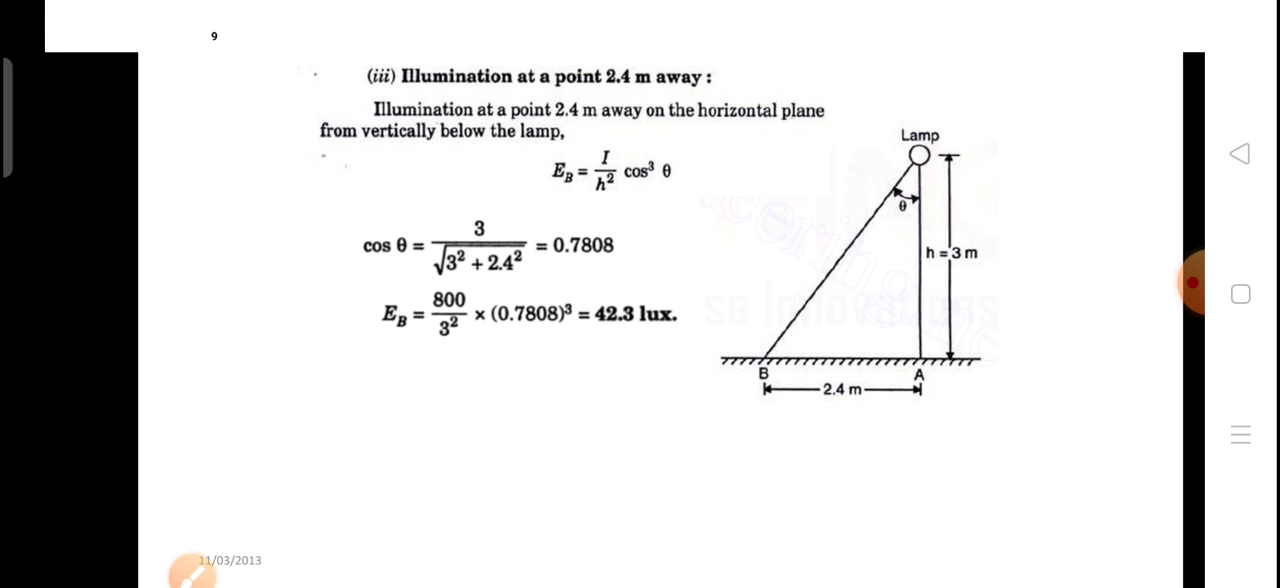 9
(iii) Illumination at a point 2.4 m away :
Illumination at a point 2.4 m away on the horizontal plane
from vertically below the lamp,
E_B = I/h² cos³ θ
cos θ = 3/√(3² + 2.4²) = 0.7808
E_B = 800/3² × (0.7808)³ = 42.3 lux.
Lamp
θ
h = 3 m
B
A
2.4 m
11/03/2013